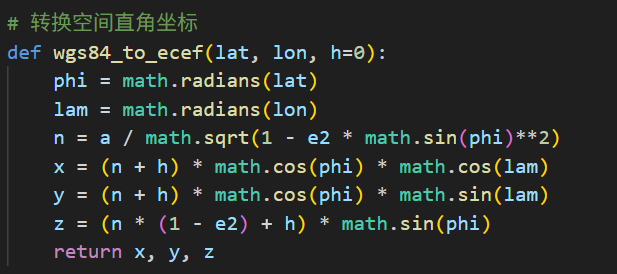 # 转换空间直角坐标
def wgs84_to_ecef(lat, lon, h=0):
    phi = math.radians(lat)
    lam = math.radians(lon)
    n = a / math.sqrt(1 - e2 * math.sin(phi)**2)
    x = (n + h) * math.cos(phi) * math.cos(lam)
    y = (n + h) * math.cos(phi) * math.sin(lam)
    z = (n * (1 - e2) + h) * math.sin(phi)
    return x, y, z